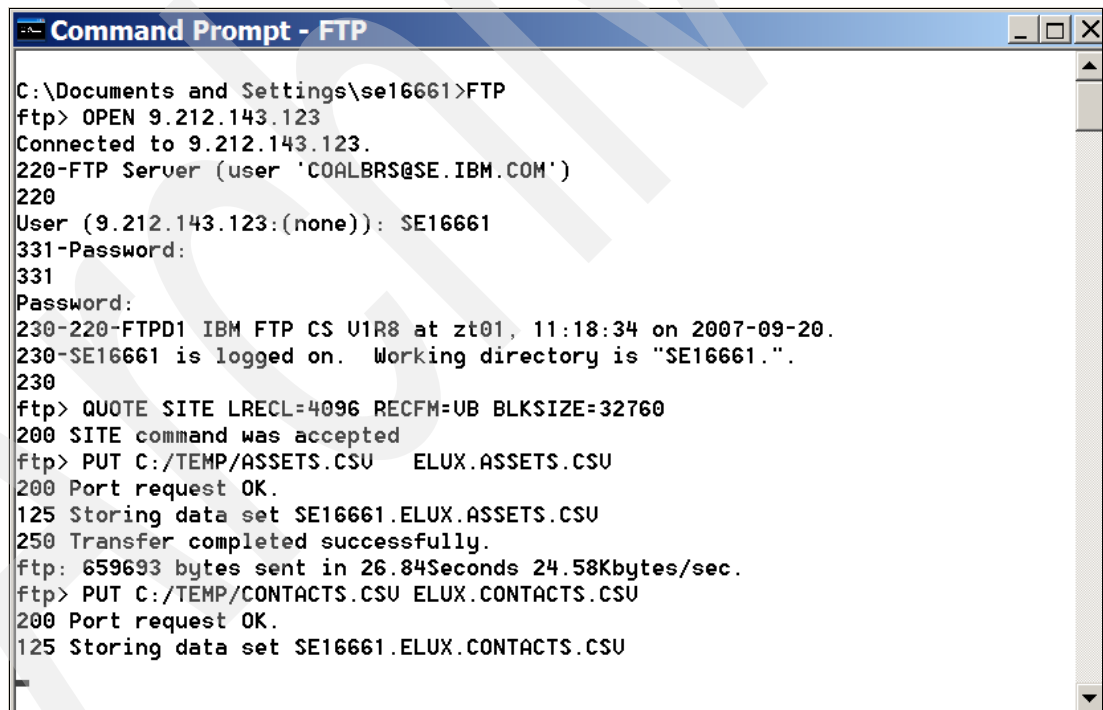 Command Prompt - FTP
C:\Documents and Settings\se16661>FTP
ftp> OPEN 9.212.143.123
Connected to 9.212.143.123.
220-FTP Server (user 'COALBRS@SE.IBM.COM')
220
User (9.212.143.123:(none)): SE16661
331-Password:
331
Password:
230-220-FTPD1 IBM FTP CS V1R8 at zt01, 11:18:34 on 2007-09-20.
230-SE16661 is logged on.  Working directory is "SE16661.".
230
ftp> QUOTE SITE LRECL=4096 RECFM=VB BLKSIZE=32760
200 SITE command was accepted
ftp> PUT C:/TEMP/ASSETS.CSV   ELUX.ASSETS.CSV
200 Port request OK.
125 Storing data set SE16661.ELUX.ASSETS.CSV
250 Transfer completed successfully.
ftp: 659693 bytes sent in 26.84Seconds 24.58Kbytes/sec.
ftp> PUT C:/TEMP/CONTACTS.CSV ELUX.CONTACTS.CSV
200 Port request OK.
125 Storing data set SE16661.ELUX.CONTACTS.CSV